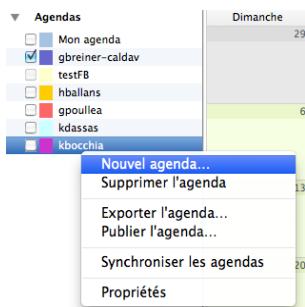 Agendas
Dimanche
Mon agenda
29
gbreiner-caldav
testFB
hballans
gpoullea
6
kdassas
kbocchia
Nouvel agenda...
Supprimer l'agenda
13
Exporter l'agenda...
Publier l'agenda...
Synchroniser les agendas
20
Propriétés